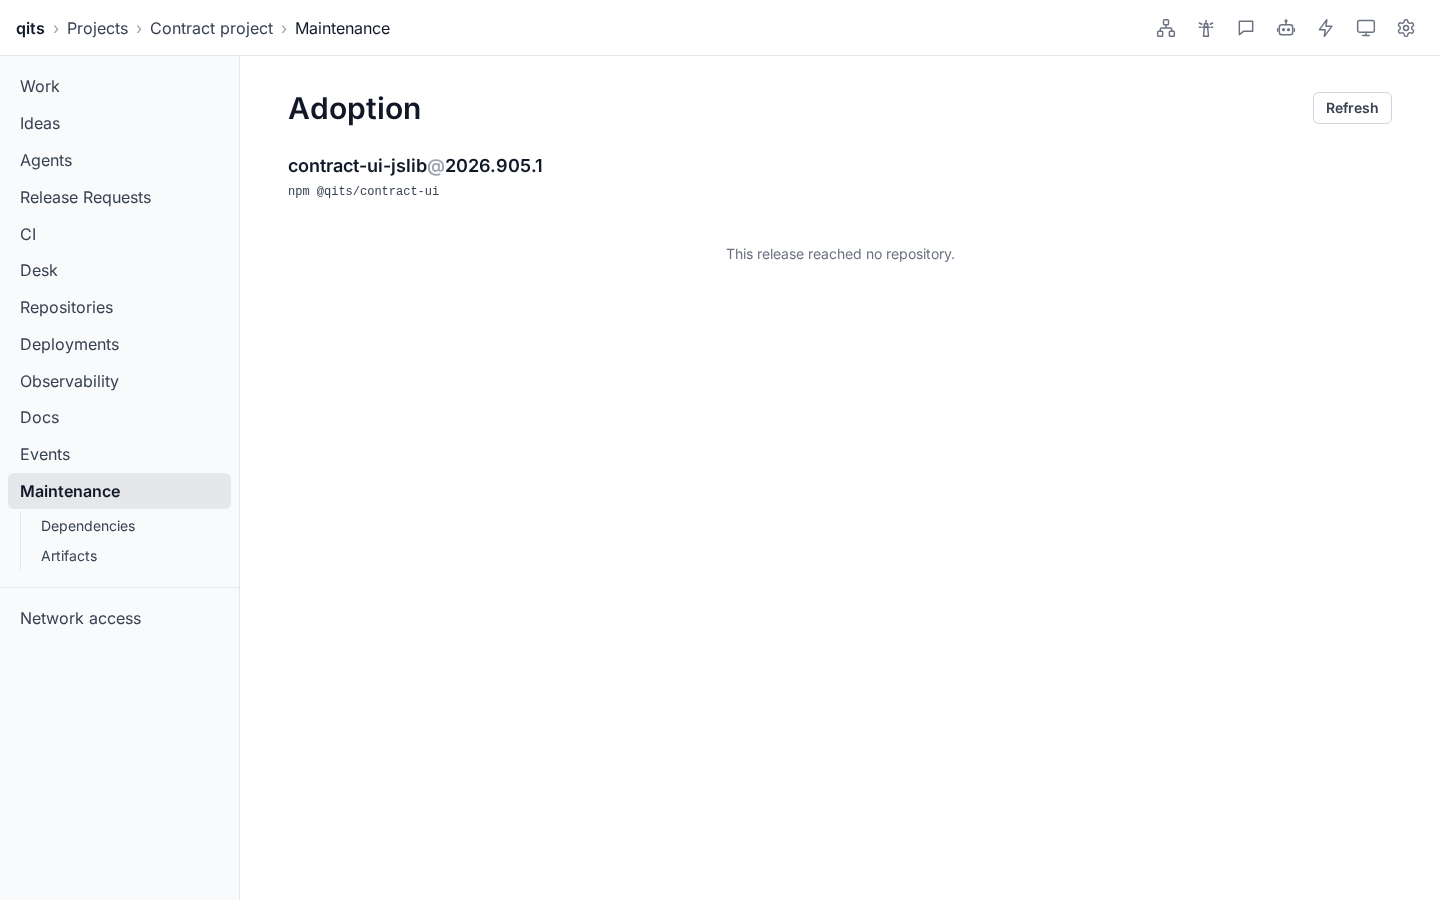 qits › Projects › Contract project › Maintenance
Work
Ideas
Agents
Release Requests
CI
Desk
Repositories
Deployments
Observability
Docs
Events
Maintenance
Dependencies
Artifacts
Network access
Adoption
Refresh
contract-ui-jslib@2026.905.1
npm @qits/contract-ui
This release reached no repository.